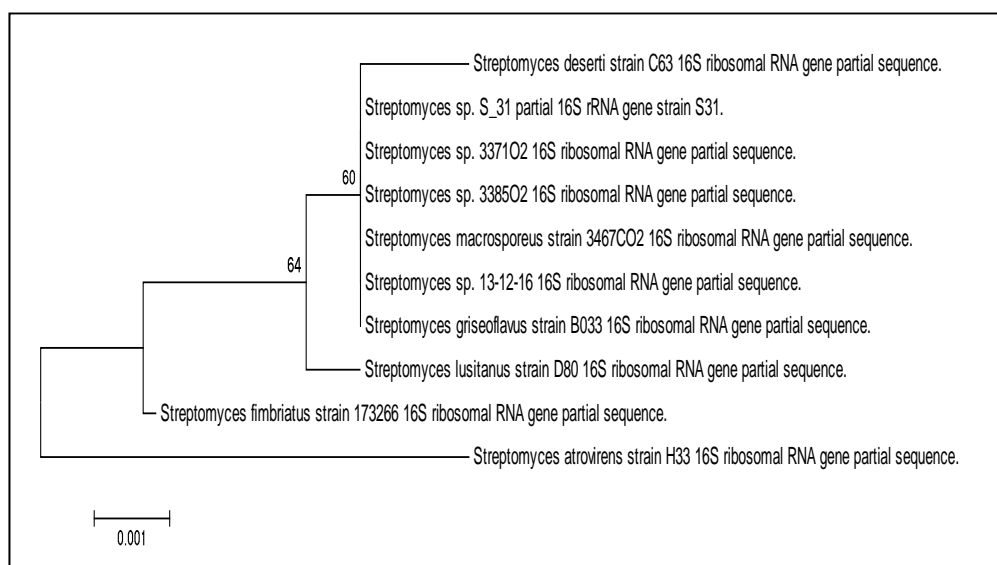 Streptomyces deserti strain C63 16S ribosomal RNA gene partial sequence.
Streptomyces sp. S_31 partial 16S rRNA gene strain S31.
Streptomyces sp. 3371O2 16S ribosomal RNA gene partial sequence.
60
Streptomyces sp. 3385O2 16S ribosomal RNA gene partial sequence.
Streptomyces macrosporeus strain 3467CO2 16S ribosomal RNA gene partial sequence.
64
Streptomyces sp. 13-12-16 16S ribosomal RNA gene partial sequence.
Streptomyces griseoflavus strain B033 16S ribosomal RNA gene partial sequence.
Streptomyces lusitanus strain D80 16S ribosomal RNA gene partial sequence.
Streptomyces fimbriatus strain 173266 16S ribosomal RNA gene partial sequence.
Streptomyces atrovirens strain H33 16S ribosomal RNA gene partial sequence.
0.001